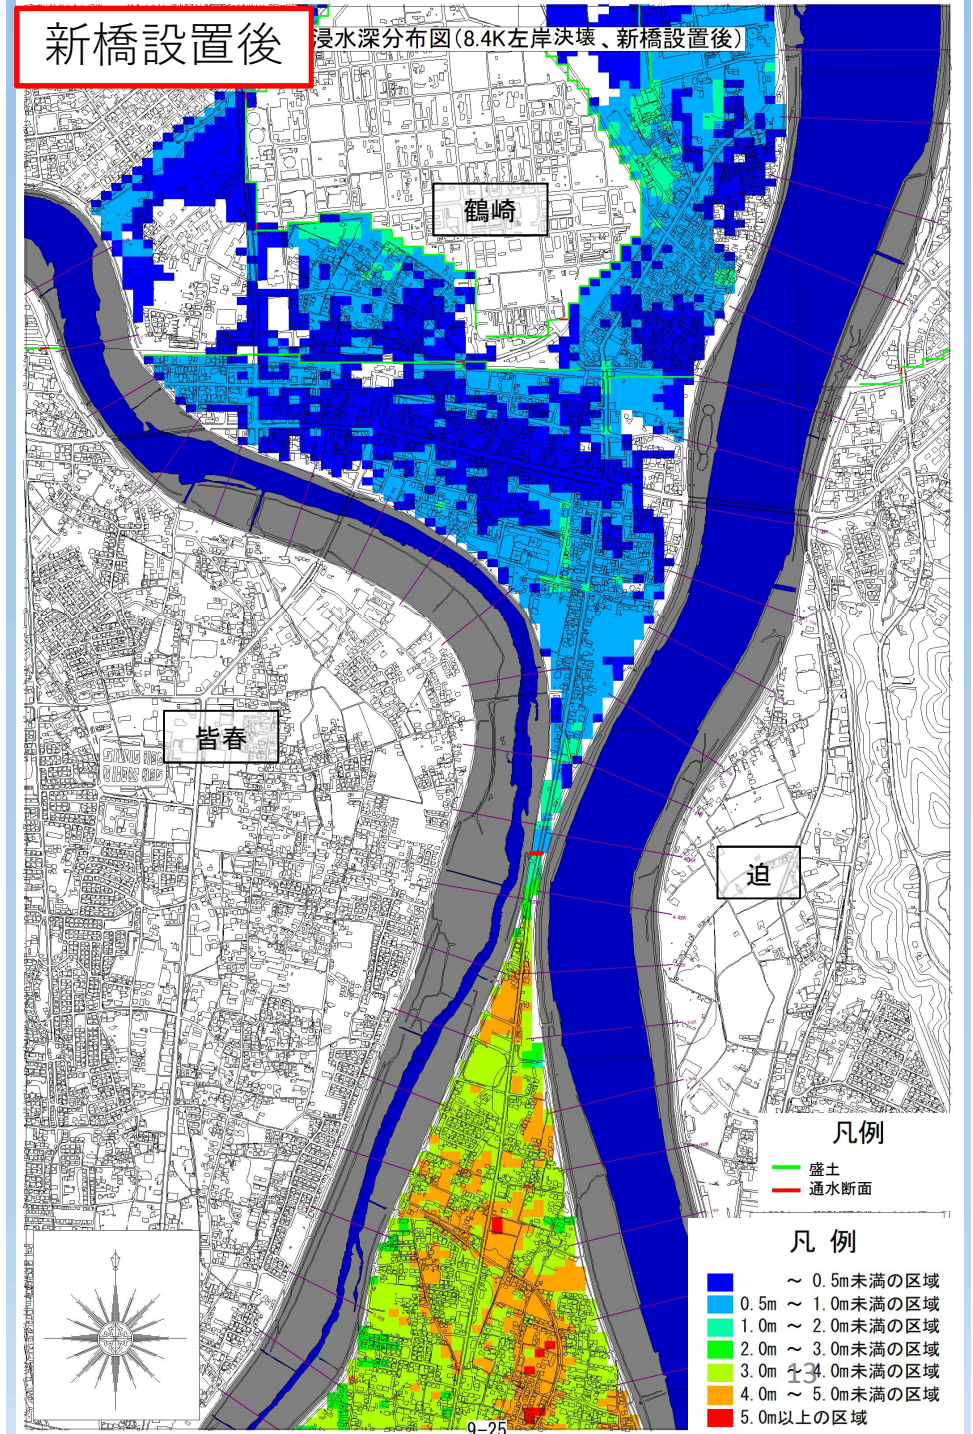 新橋設置後
浸水深分布図(8.4K左岸決壊、新橋設置後)
鶴崎
皆春
迫
凡例
盛土
通水断面
凡 例
～ 0.5m未満の区域
0.5m ～ 1.0m未満の区域
1.0m ～ 2.0m未満の区域
2.0m ～ 3.0m未満の区域
3.0m ～ 4.0m未満の区域
13
4.0m ～ 5.0m未満の区域
5.0m以上の区域
9-25